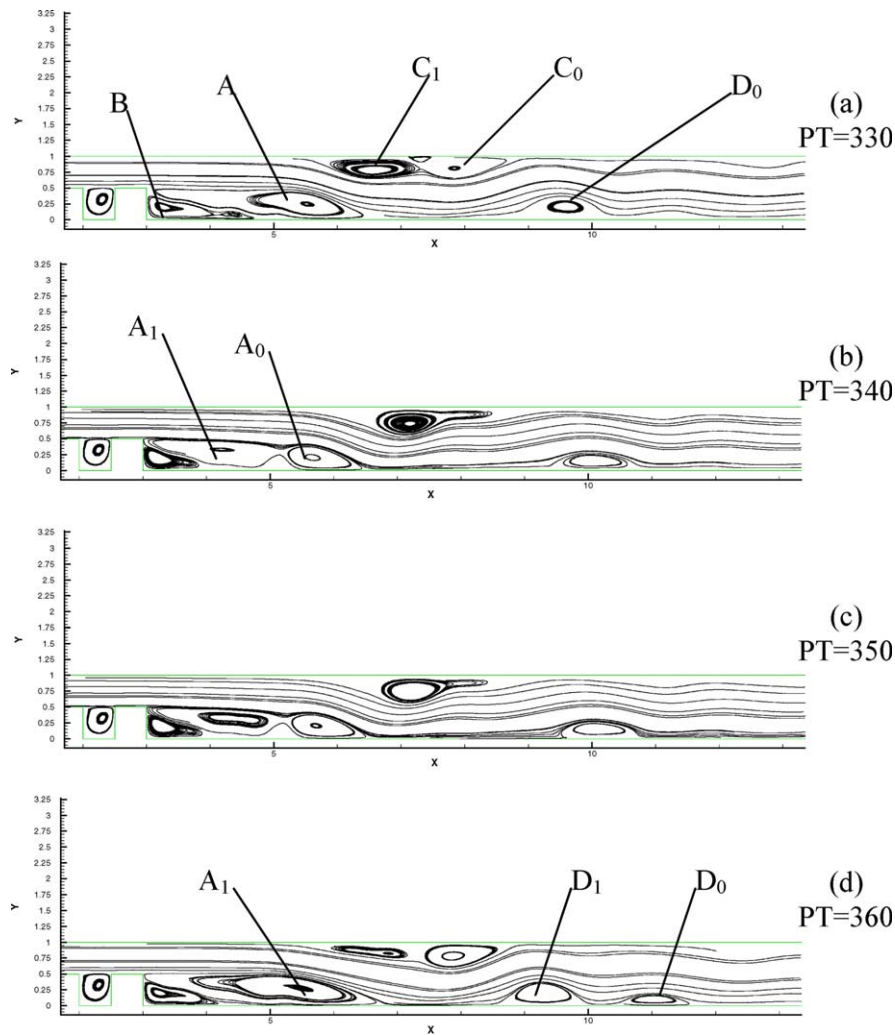 3.25
3
2.75
2.5
2.25
2
1.75
1.5
1.25
1
0.75
0.5
0.25
0
Y
B
A
C1
C0
D0
(a)
PT=330
5
10
X
3.25
3
2.75
2.5
2.25
2
1.75
1.5
1.25
1
0.75
0.5
0.25
0
Y
A1
A0
(b)
PT=340
5
10
X
3.25
3
2.75
2.5
2.25
2
1.75
1.5
1.25
1
0.75
0.5
0.25
0
Y
(c)
PT=350
5
10
X
3.25
3
2.75
2.5
2.25
2
1.75
1.5
1.25
1
0.75
0.5
0.25
0
Y
A1
D1
D0
(d)
PT=360
5
10
X